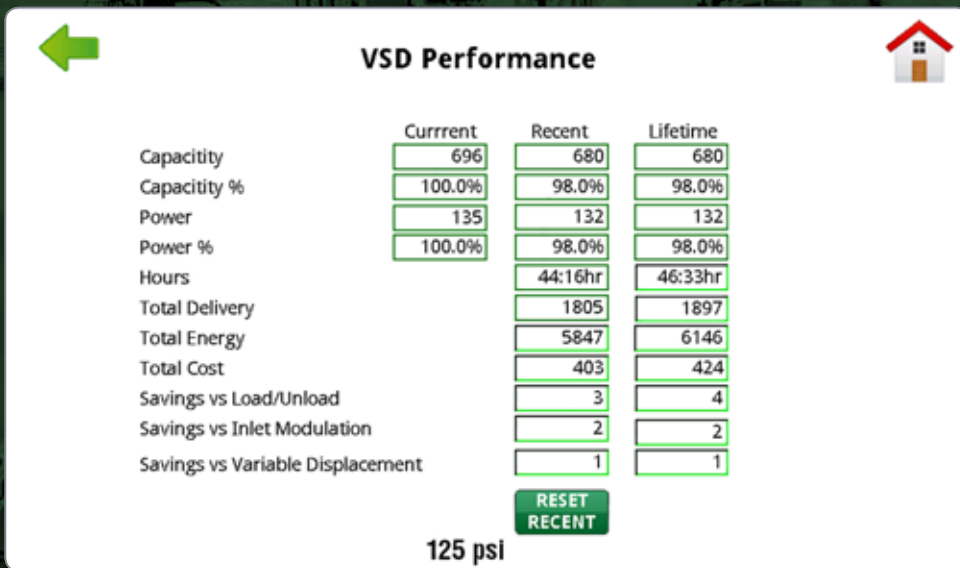 VSD Performance
Currrent Recent Lifetime
Capacitity 696 680 680
Capacitity % 100.0% 98.0% 98.0%
Power 135 132 132
Power % 100.0% 98.0% 98.0%
Hours 44:16hr 46:33hr
Total Delivery 1805 1897
Total Energy 5847 6146
Total Cost 403 424
Savings vs Load/Unload 3 4
Savings vs Inlet Modulation 2 2
Savings vs Variable Displacement 1 1
RESET
RECENT
125 psi